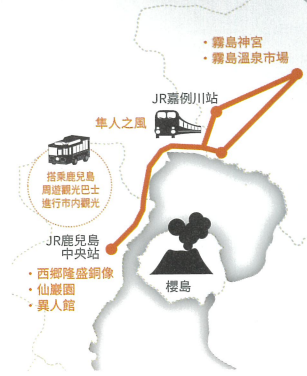 ・霧島神宮
・霧島溫泉市場
JR嘉例川站
隼人之風
搭乘鹿兒島
周遊觀光巴士
進行市內觀光
JR鹿兒島
中央站
・西鄉隆盛銅像
・仙巖園
・異人館
櫻島